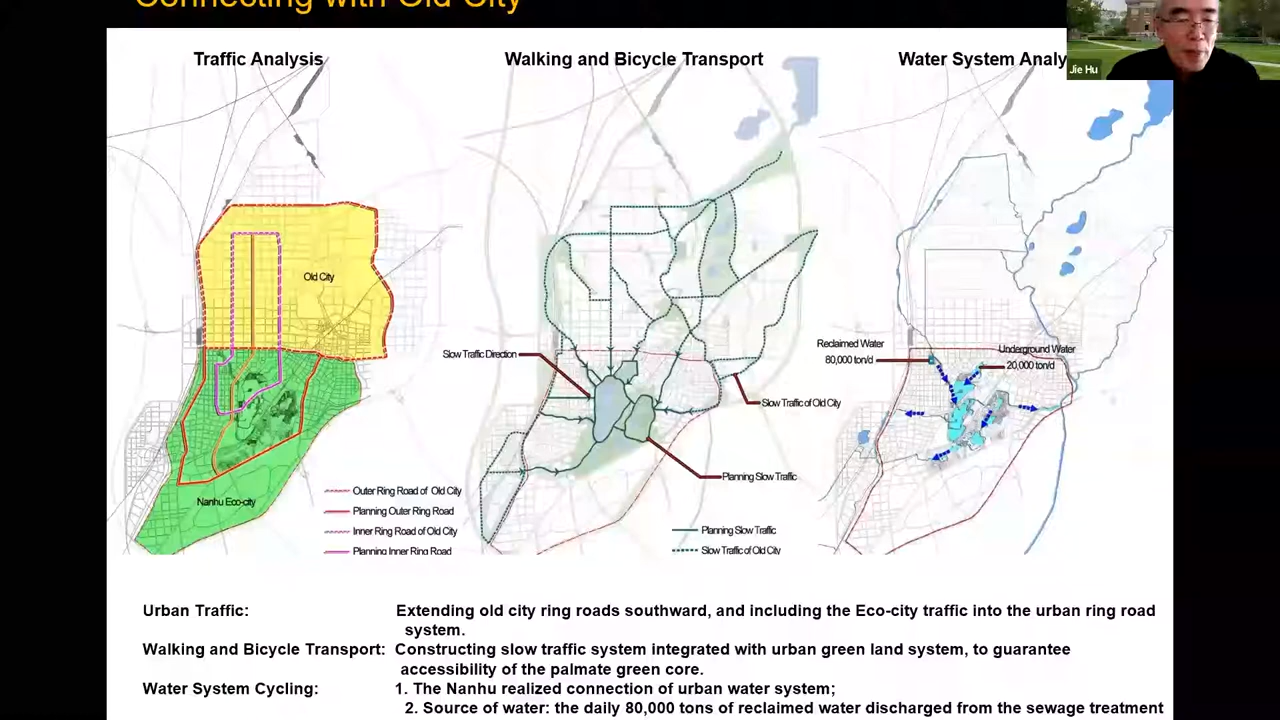 Connecting with Old City
Jie Hu
Traffic Analysis
Walking and Bicycle Transport
Water System Analy
Old City
Nanhu Eco-city
Outer Ring Road of Old City
Planning Outer Ring Road
Inner Ring Road of Old City
Planning Inner Ring Road
Slow Traffic Direction
Slow Traffic of Old City
Planning Slow Traffic
Planning Slow Traffic
Slow Traffic of Old City
Reclaimed Water
80,000 ton/d
Underground Water
20,000 ton/d
Urban Traffic: Extending old city ring roads southward, and including the Eco-city traffic into the urban ring road
system.
Walking and Bicycle Transport: Constructing slow traffic system integrated with urban green land system, to guarantee
accessibility of the palmate green core.
Water System Cycling: 1. The Nanhu realized connection of urban water system;
2. Source of water: the daily 80,000 tons of reclaimed water discharged from the sewage treatment